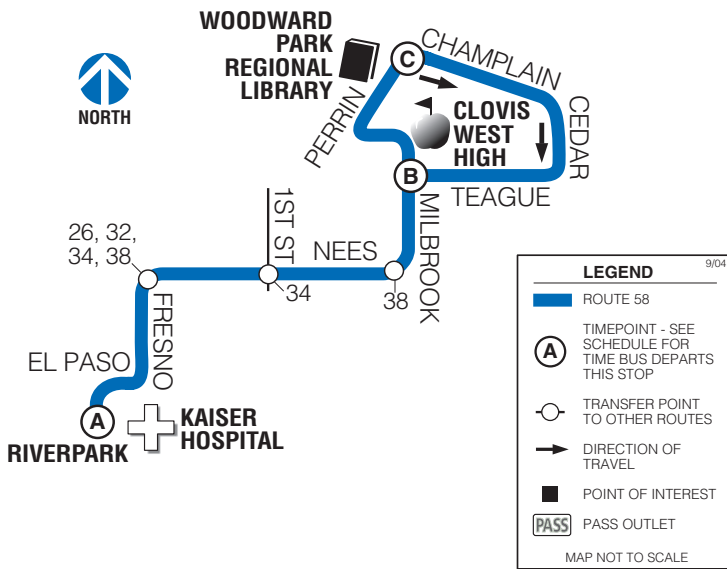 WOODWARD
PARK
REGIONAL
LIBRARY
NORTH
C
CHAMPLAIN
CEDAR
PERRIN
CLOVIS
WEST
HIGH
B
TEAGUE
MILBROOK
1ST ST
NEES
26, 32,
34, 38
34
38
FRESNO
EL PASO
A
RIVERPARK
KAISER
HOSPITAL
9/04
LEGEND
ROUTE 58
A
TIMEPOINT - SEE
SCHEDULE FOR
TIME BUS DEPARTS
THIS STOP
TRANSFER POINT
TO OTHER ROUTES
DIRECTION OF
TRAVEL
POINT OF INTEREST
PASS
PASS OUTLET
MAP NOT TO SCALE